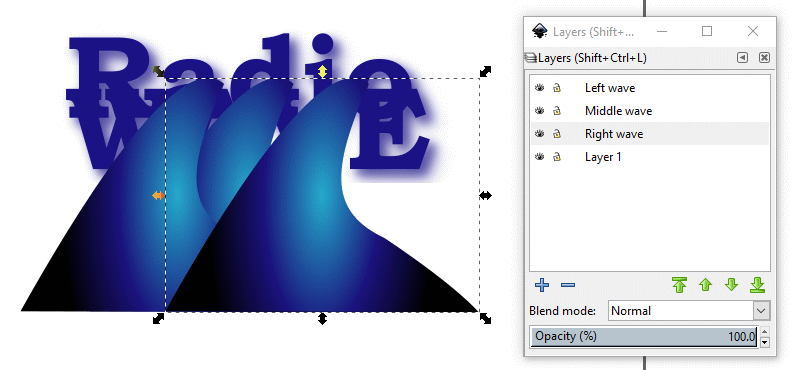 Radio
WAVE
Layers (Shift+...
Layers (Shift+Ctrl+L)
Left wave
Middle wave
Right wave
Layer 1
Blend mode: Normal
Opacity (%) 100.0